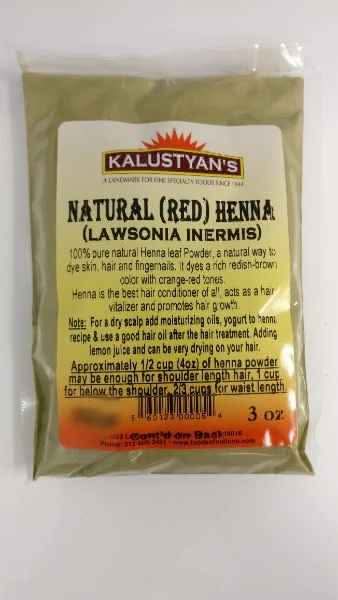 KALUSTYAN'S
A LANDMARK FOR FINE SPECIALTY FOODS SINCE 1944
NATURAL (RED) HENNA
(LAWSONIA INERMIS)
100% pure natural Henna leaf Powder, a natural way to
dye skin, hair and fingernails. It dyes a rich redish-brown
color with orange-red tones.
Henna is the best hair conditioner of all, acts as a hair
vitalizer and promotes hair growth
Note: For a dry scalp add moisturizing oils, yogurt to henna
recipe & use a good hair oil after the hair treatment. Adding
lemon juice and can be very drying on your hair.
Approximately 1/2 cup (4oz) of henna powder
may be enough for shoulder length hair, 1 cup
for below the shoulder, 2/3 cups for waist length.
3 oz
Cont'd on Back